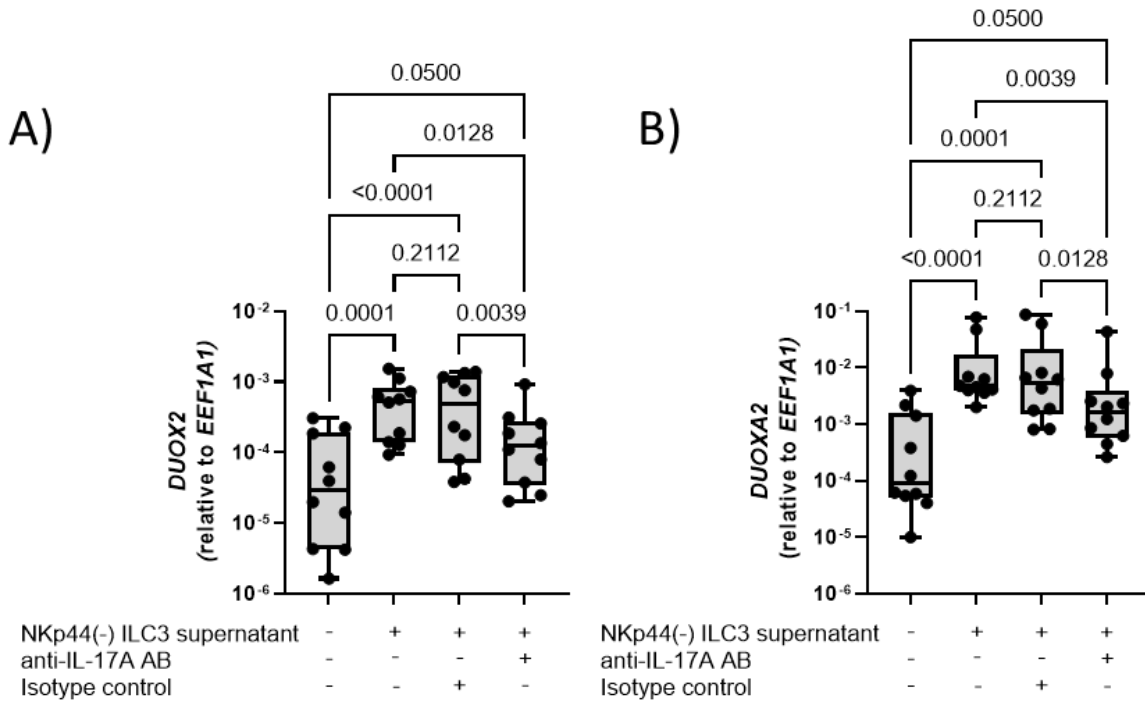 A)
0.0500
0.0128
<0.0001
0.2112
0.0001
0.0039
DUOX2
(relative to EEF1A1)
10-2
10-3
10-4
10-5
10-6
NKp44(-) ILC3 supernatant - + + +
anti-IL-17A AB - - - +
Isotype control - - + -
B)
0.0500
0.0039
0.0001
0.2112
<0.0001
0.0128
DUOXA2
(relative to EEF1A1)
10-1
10-2
10-3
10-4
10-5
10-6
NKp44(-) ILC3 supernatant - + + +
anti-IL-17A AB - - - +
Isotype control - - + -